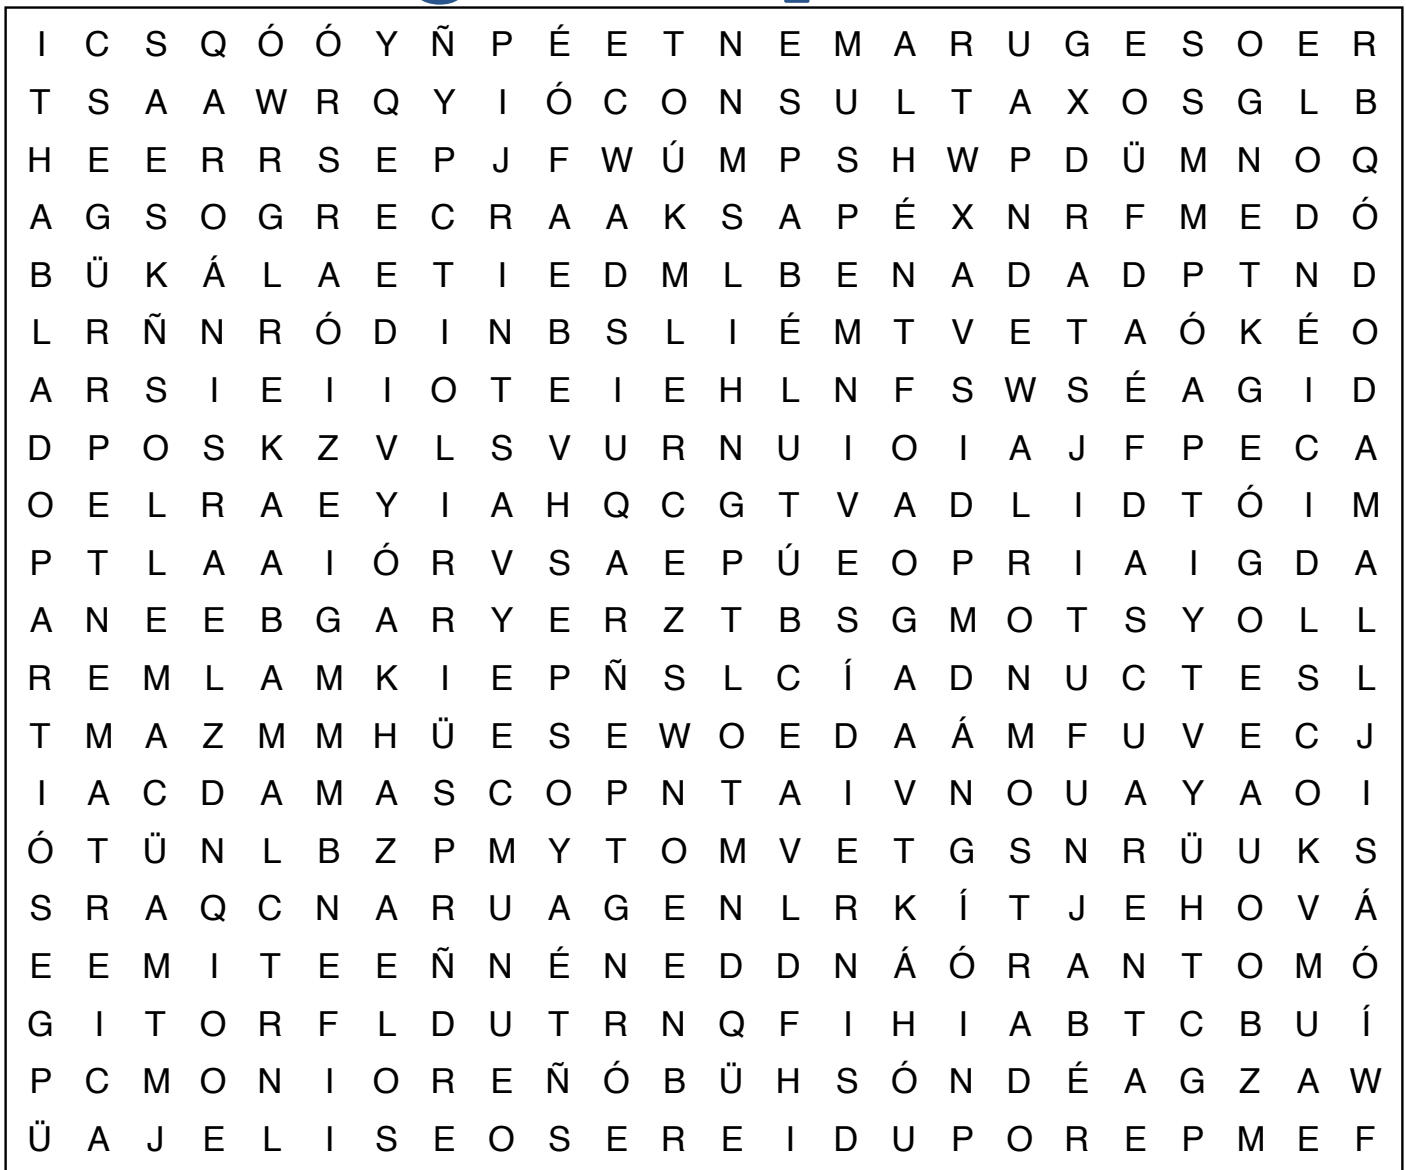 I C S Q Ó Ó Y Ñ P É E T N E M A R U G E S O E R
T S A A W R Q Y I Ó C O N S U L T A X O S G L B
H E E R R S E P J F W Ú M P S H W P D Ü M N O Q
A G S O G R E C R A A K S A P É X N R F M E D Ó
B Ü K Á L A E T I E D M L B E N A D A D P T N D
L R Ñ N R Ó D I N B S L I É M T V E T A Ó K É O
A R S I E I I O T E I E H L N F S W S É A G I D
D P O S K Z V L S V U R N U I O I A J F P E C A
O E L R A E Y I A H Q C G T V A D L I D T Ó I M
P T L A A I Ó R V S A E P Ú E O P R I A I G D A
A N E E B G A R Y E R Z T B S G M O T S Y O L L
R E M L A M K I E P Ñ S L C Í A D N U C T E S L
T M A Z M M H Ü E S E W O E D A Á M F U V E C J
I A C D A M A S C O P N T A I V N O U A Y A O I
Ó T Ü N L B Z P M Y T O M V E T G S N R Ü U K S
S R A Q C N A R U A G E N L R K Í T J E H O V Á
E E M I T E E Ñ N É N E D D N Á Ó R A N T O M Ó
G I T O R F L D U T R N Q F I H I A B T C B U Í
P C M O N I O R E Ñ Ó B Ü H S Ó N D É A G Z A W
Ü A J E L I S E O S E R E I D U P O R E P M E F